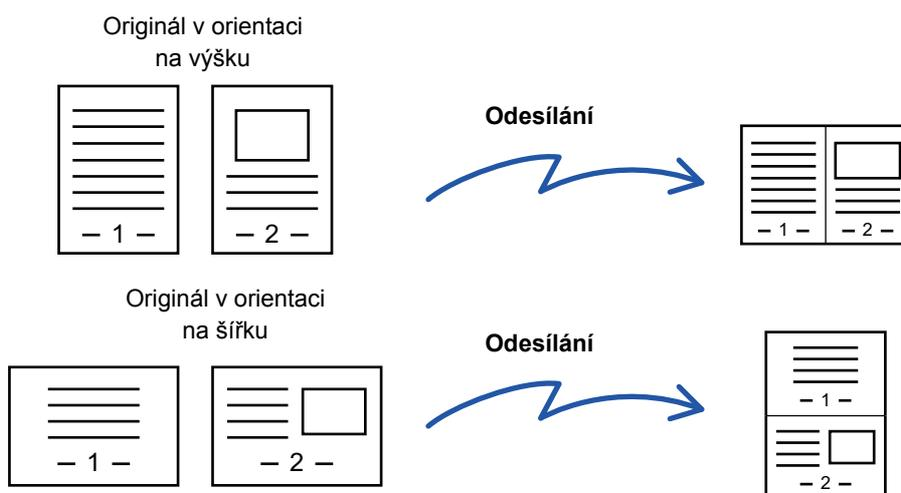 Originál v orientaci
na výšku
Odesílání
– 1 –
– 2 –
– 1 –
– 2 –
Originál v orientaci
na šířku
Odesílání
– 1 –
– 2 –
– 1 –
– 2 –